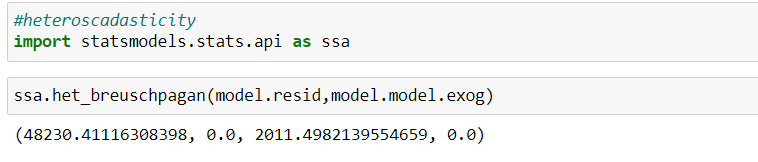 #heteroscadasticity
import statsmodels.stats.api as ssa
ssa.het_breuschpagan(model.resid,model.model.exog)
(48230.41116308398, 0.0, 2011.4982139554659, 0.0)